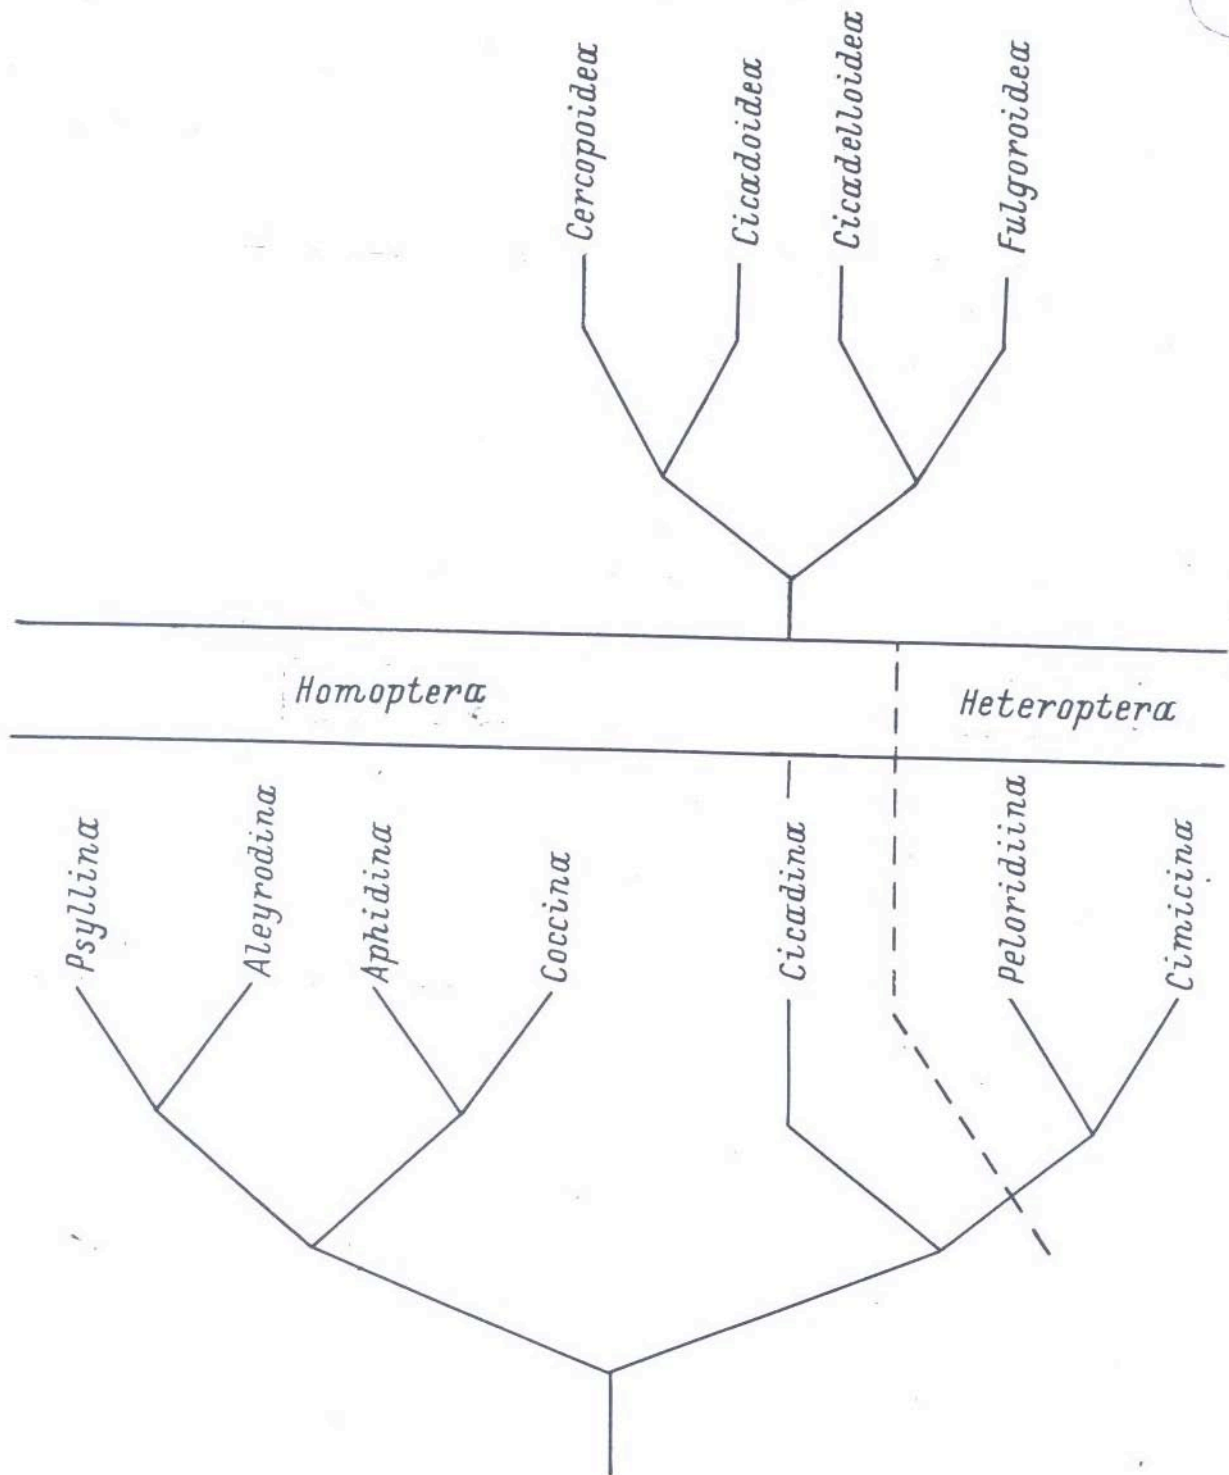 Cercopoidea
Cicadoidea
Cicadelloidea
Fulgoroidea
Homoptera
Heteroptera
Psyllina
Aleyrodina
Aphidina
Coccina
Cicadina
Peloridiina
Cimicina